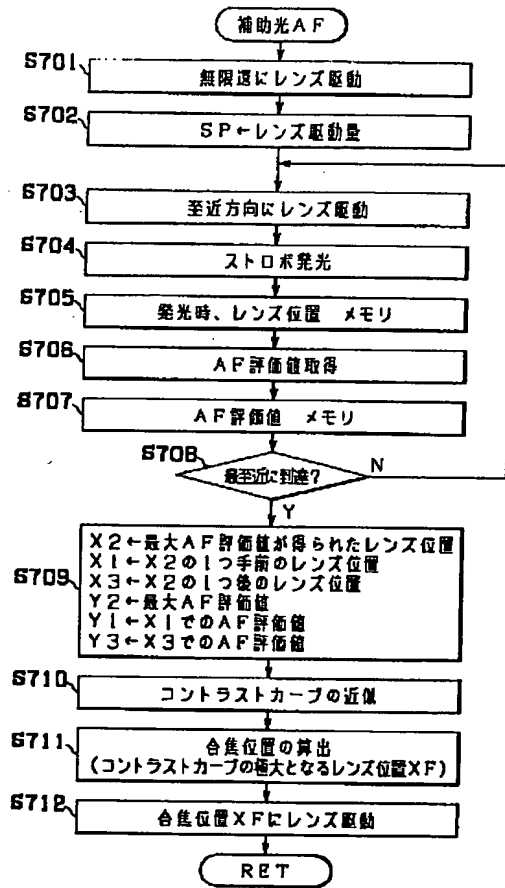 補助光AF
S701
無限遠にレンズ駆動
S702
SP←レンズ駆動量
S703
至近方向にレンズ駆動
S704
ストロボ発光
S705
発光時、レンズ位置 メモリ
S706
AF評価値取得
S707
AF評価値 メモリ
S708
最至近に到達?
N
Y
S709
X2←最大AF評価値が得られたレンズ位置
X1←X2の1つ手前のレンズ位置
X3←X2の1つ後のレンズ位置
Y2←最大AF評価値
Y1←X1でのAF評価値
Y3←X3でのAF評価値
S710
コントラストカーブの近似
S711
合焦位置の算出
(コントラストカーブの極大となるレンズ位置XF)
S712
合焦位置XFにレンズ駆動
RET